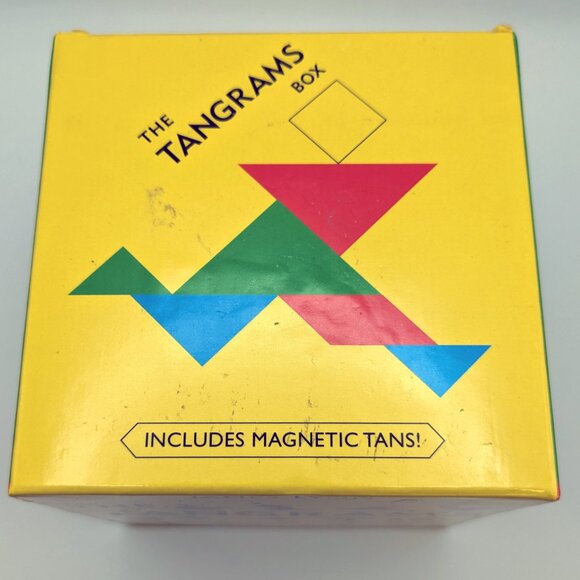 THE
TANGRAMS
BOX
INCLUDES MAGNETIC TANS!